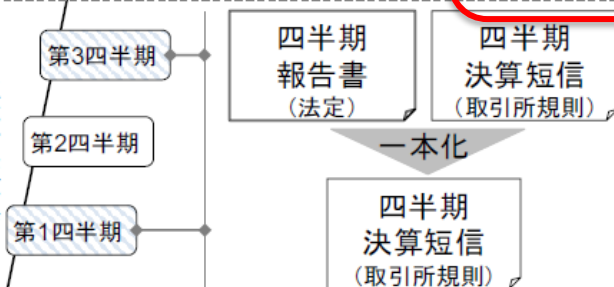 第3四半期
第2四半期
第1四半期
四半期
報告書
(法定)
四半期
決算短信
(取引所規則)
一本化
四半期
決算短信
(取引所規則)